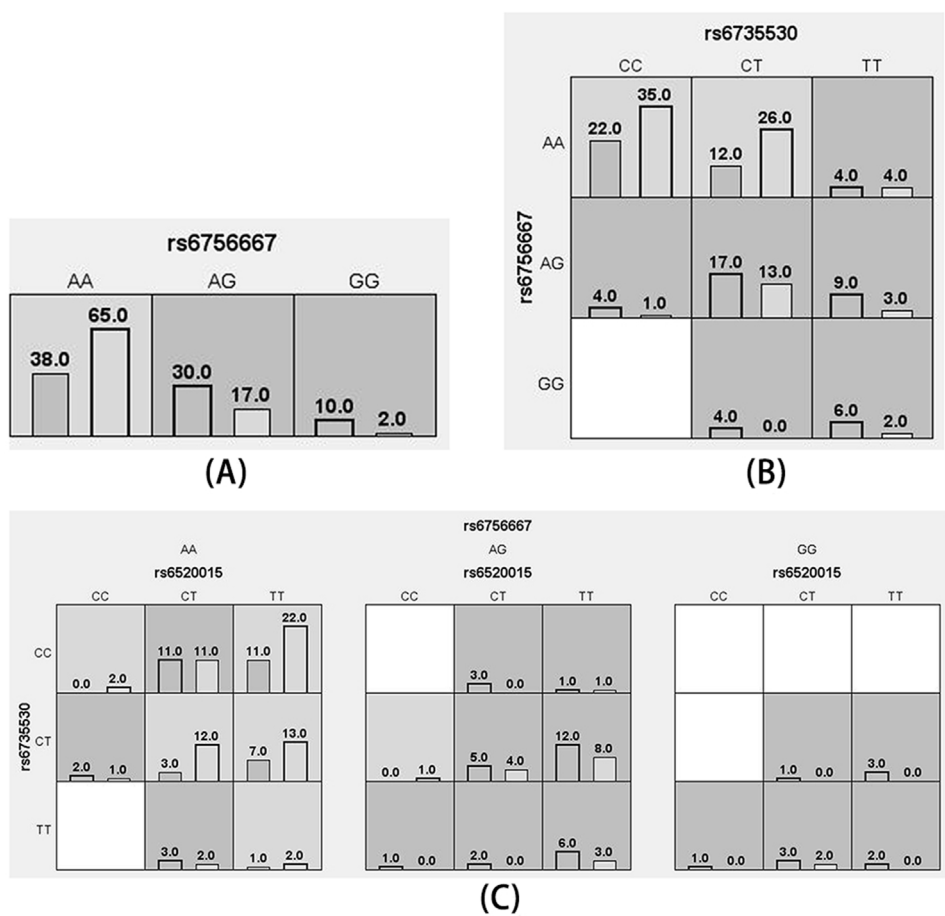 rs6756667
AA AG GG
38.0 65.0 30.0 17.0 10.0 2.0
(A)
rs6735530
CC CT TT
rs6756667
AA 22.0 35.0 12.0 26.0 4.0 4.0
AG 4.0 1.0 17.0 13.0 9.0 3.0
GG 4.0 0.0 6.0 2.0
(B)
rs6756667
AA AG GG
rs6520015 rs6520015 rs6520015
CC CT TT CC CT TT CC CT TT
rs6735530
CC 0.0 2.0 11.0 11.0 11.0 22.0 3.0 0.0 1.0 1.0
CT 2.0 1.0 3.0 12.0 7.0 13.0 0.0 1.0 5.0 4.0 12.0 8.0 1.0 0.0 3.0 0.0
TT 3.0 2.0 1.0 2.0 1.0 0.0 2.0 0.0 6.0 3.0 1.0 0.0 3.0 2.0 2.0 0.0
(C)